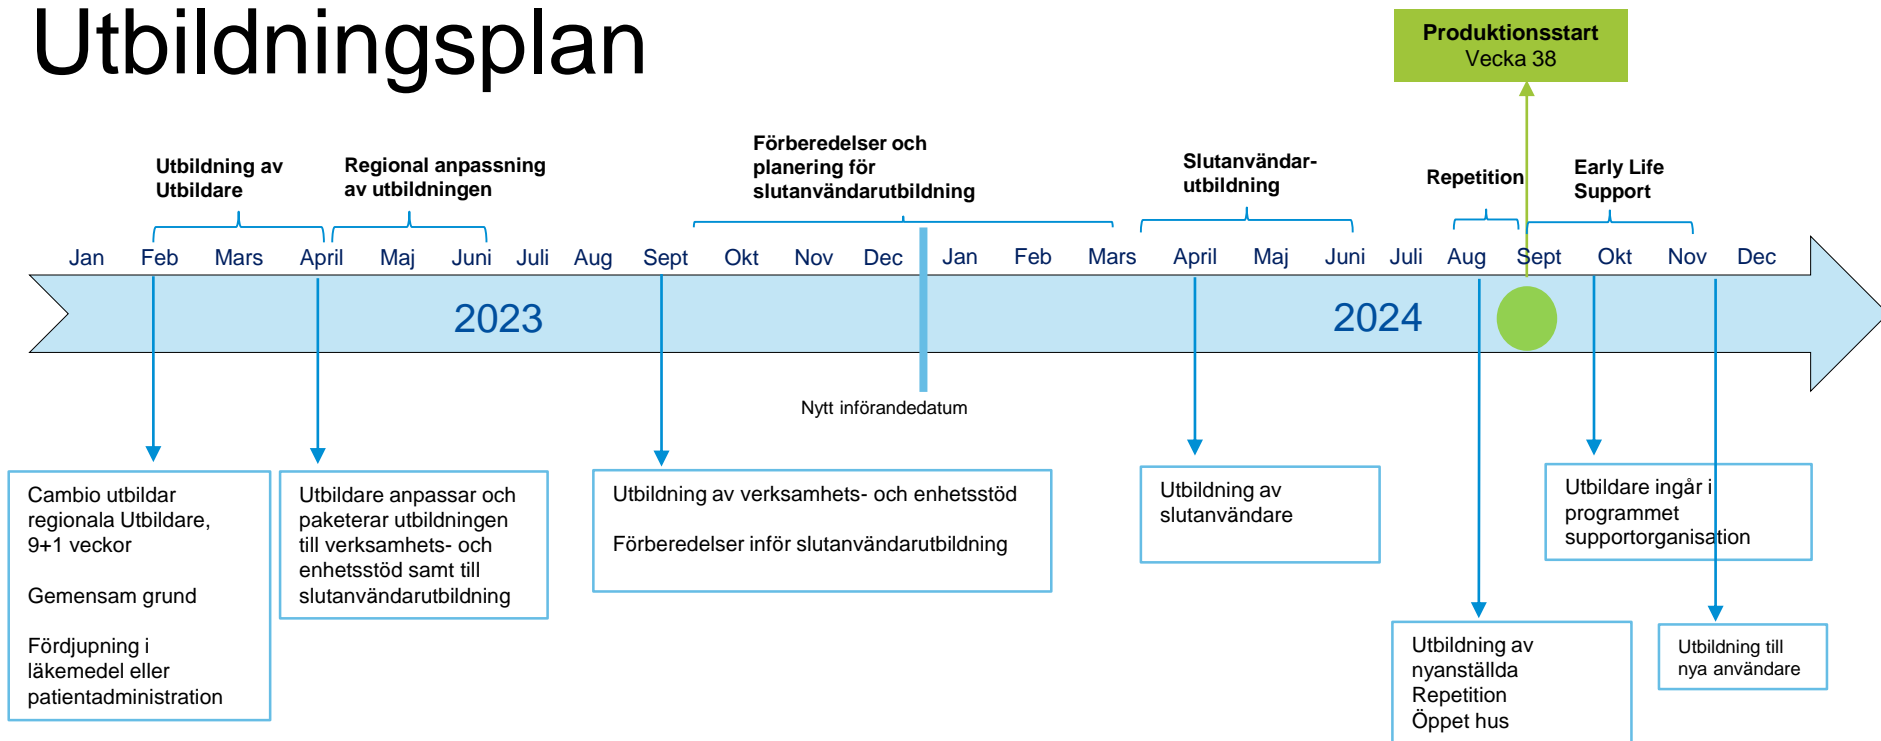 Utbildningsplan
Produktionsstart
Vecka 38
Utbildning av
Utbildare
Regional anpassning
av utbildningen
Förberedelser och
planering för
slutanvändarutbildning
Slutanvändar-
utbildning
Repetition
Early Life
Support
Jan Feb Mars April Maj Juni Juli Aug Sept Okt Nov Dec Jan Feb Mars April Maj Juni Juli Aug Sept Okt Nov Dec
2023 2024
Nytt införandedatum
Cambio utbildar
regionala Utbildare,
9+1 veckor
Gemensam grund
Fördjupning i
läkemedel eller
patientadministration
Utbildare anpassar och
paketerar utbildningen
till verksamhets- och
enhetsstöd samt till
slutanvändarutbildning
Utbildning av verksamhets- och enhetsstöd
Förberedelser inför slutanvändarutbildning
Utbildning av
slutanvändare
Utbildare ingår i
programmet
supportorganisation
Utbildning av
nyanställda
Repetition
Öppet hus
Utbildning till
nya användare